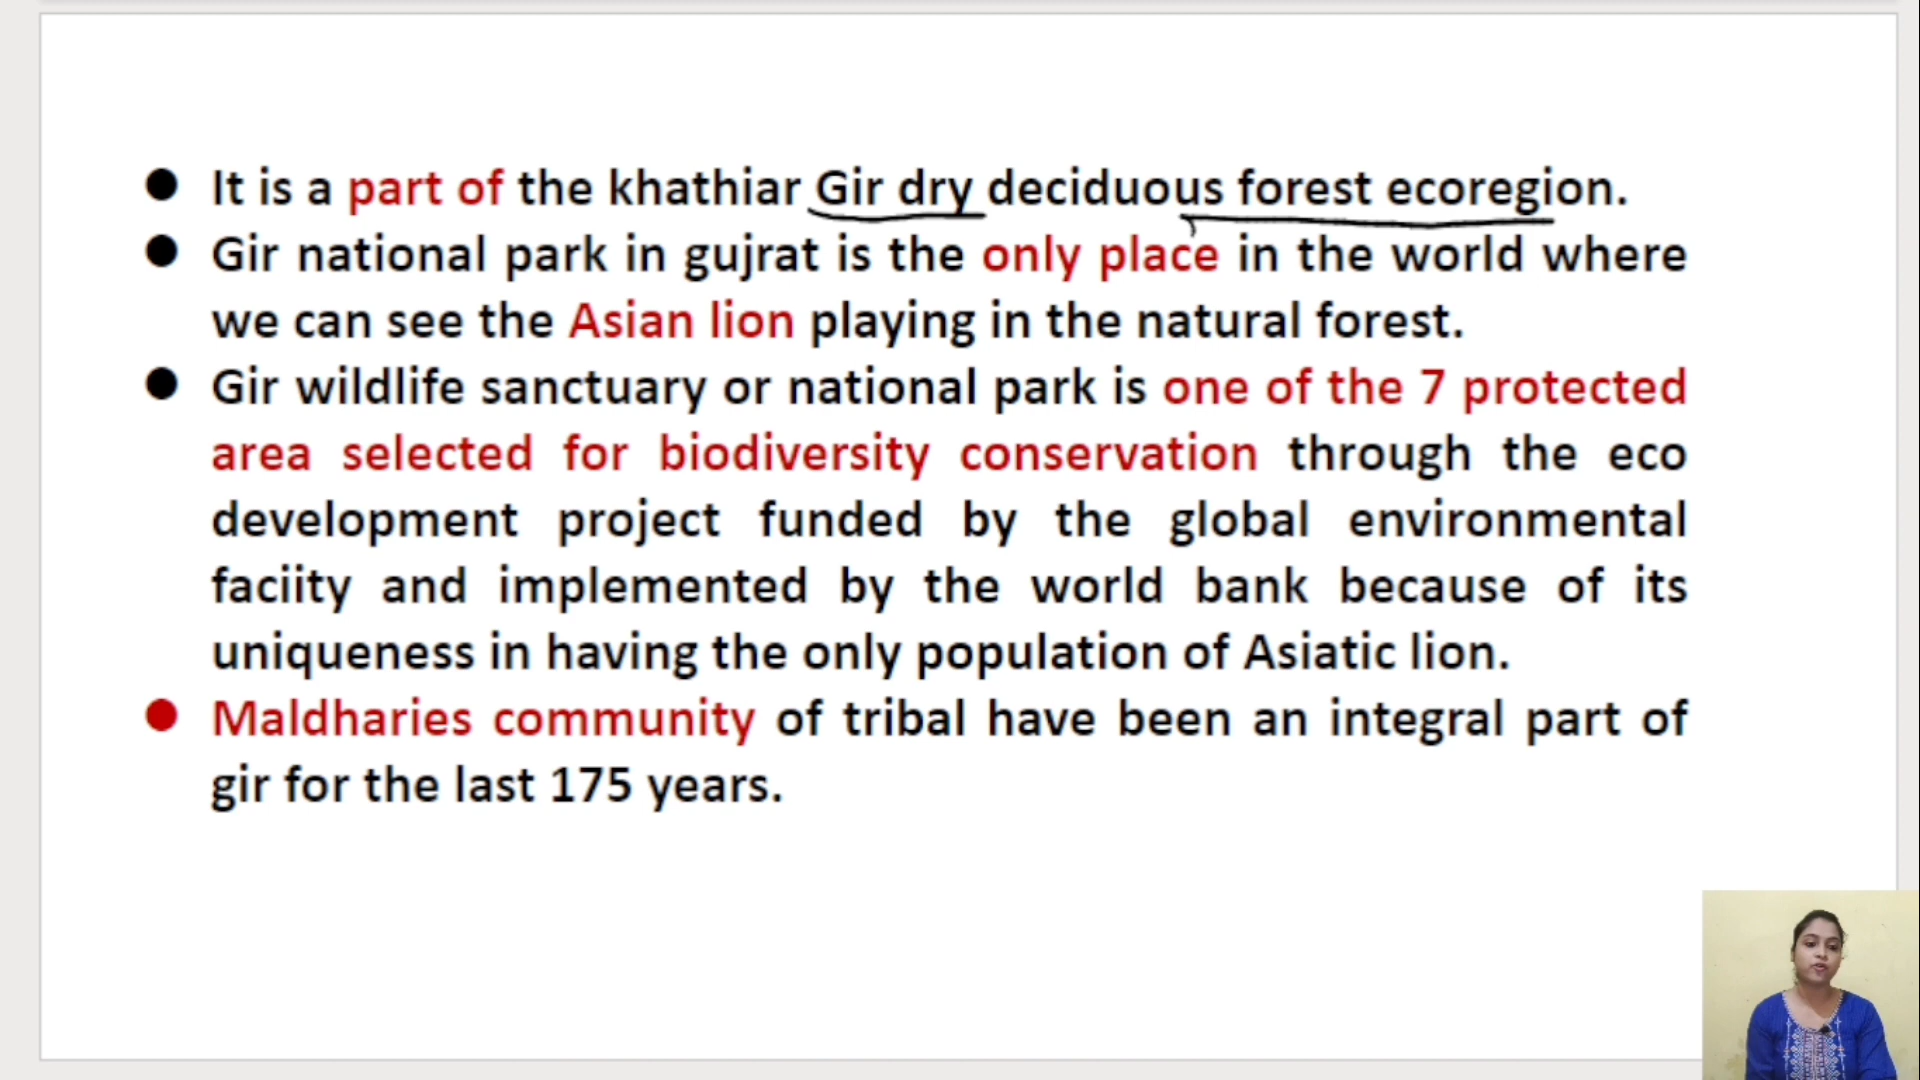 ● It is a part of the khathiar Gir dry deciduous forest ecoregion.
● Gir national park in gujrat is the only place in the world where
we can see the Asian lion playing in the natural forest.
● Gir wildlife sanctuary or national park is one of the 7 protected
area selected for biodiversity conservation through the eco
development project funded by the global environmental
faciity and implemented by the world bank because of its
uniqueness in having the only population of Asiatic lion.
● Maldharies community of tribal have been an integral part of
gir for the last 175 years.